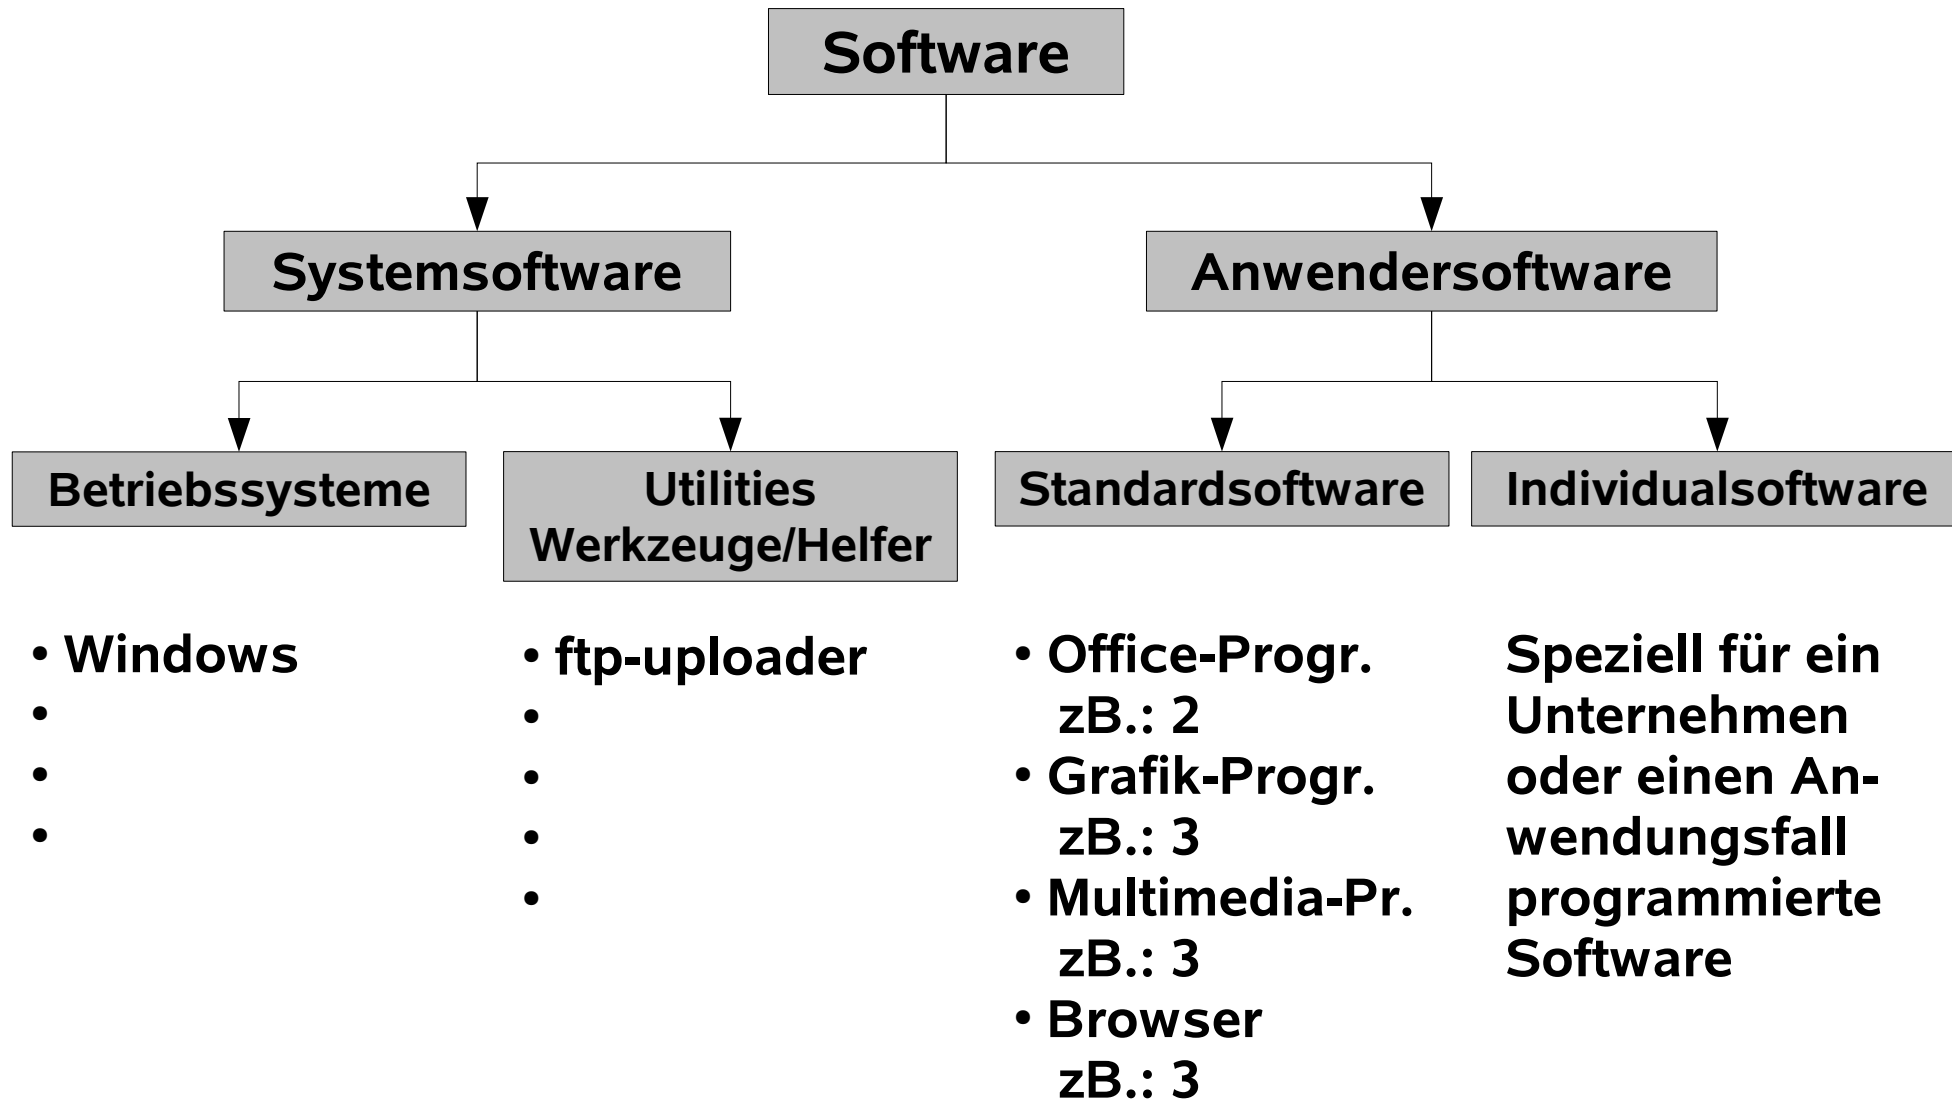 Software
Systemsoftware
Anwendersoftware
Betriebssysteme
Utilities
Werkzeuge/Helfer
Standardsoftware
Individualsoftware
• Windows
•
•
•
• ftp-uploader
•
•
•
•
• Office-Progr.
zB.: 2
• Grafik-Progr.
zB.: 3
• Multimedia-Pr.
zB.: 3
• Browser
zB.: 3
Speziell für ein
Unternehmen
oder einen An-
wendungsfall
programmierte
Software